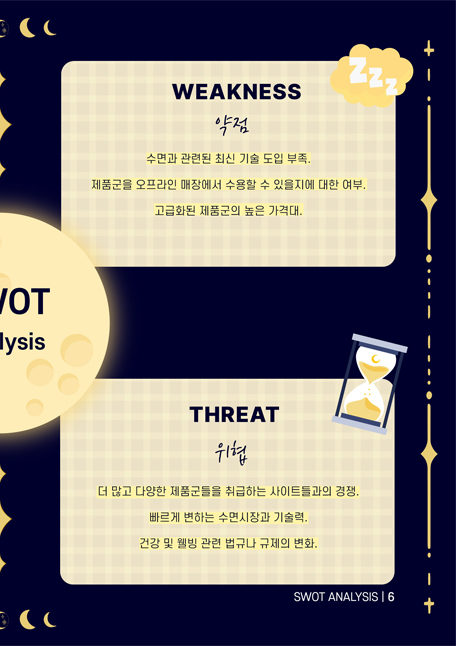 zzz
WEAKNESS
약점
수면과 관련된 최신 기술 도입 부족.
제품군을 오프라인 매장에서 수용할 수 있을지에 대한 여부.
고급화된 제품군의 높은 가격대.
WOT
lysis
THREAT
위협
더 많고 다양한 제품군들을 취급하는 사이트들과의 경쟁.
빠르게 변하는 수면시장과 기술력.
건강 및 웰빙 관련 법규나 규제의 변화.
SWOT ANALYSIS | 6